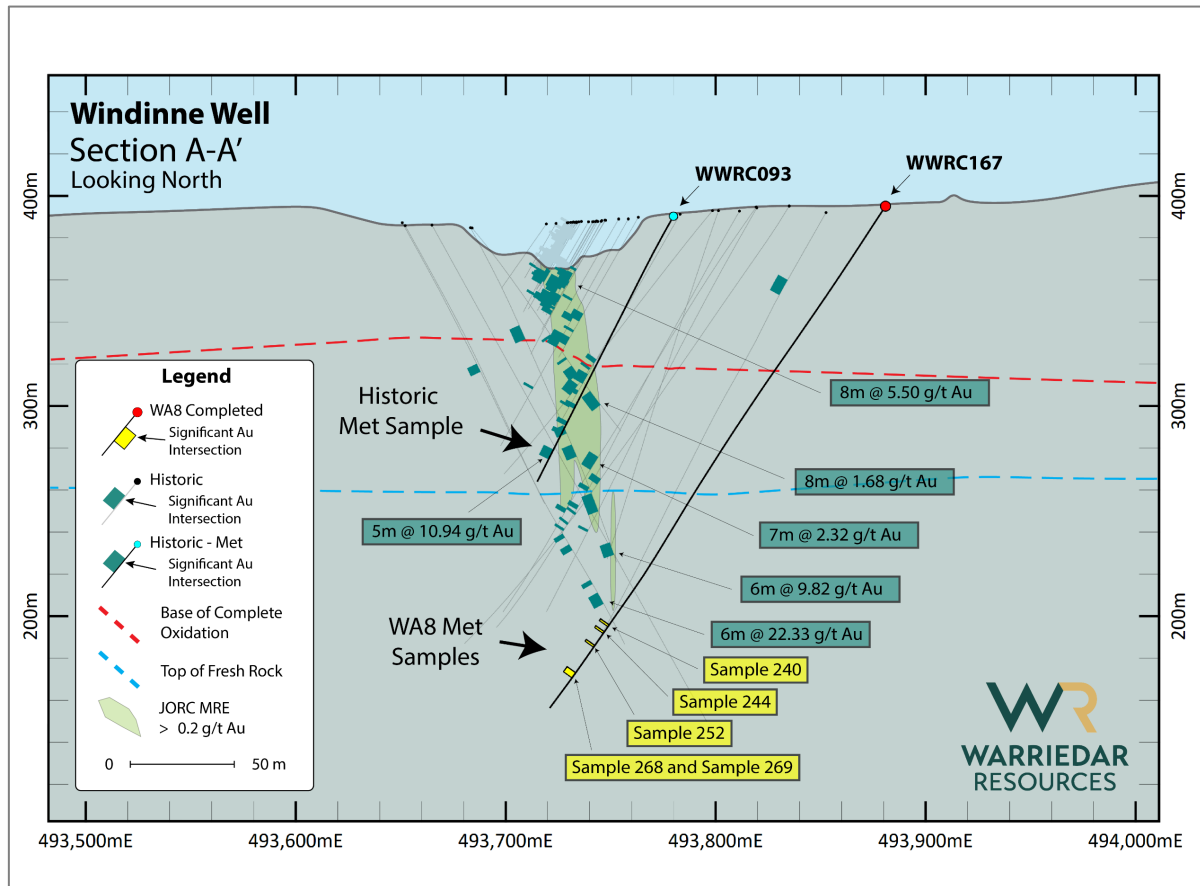 Windinne Well
Section A-A'
Looking North
WWRC093
WWRC167
400m
300m
200m
400m
300m
200m
Legend
WA8 Completed
Significant Au
Intersection
Historic
Significant Au
Intersection
Historic - Met
Significant Au
Intersection
Base of Complete
Oxidation
Top of Fresh Rock
JORC MRE
> 0.2 g/t Au
0 50 m
Historic
Met Sample
8m @ 5.50 g/t Au
8m @ 1.68 g/t Au
5m @ 10.94 g/t Au
7m @ 2.32 g/t Au
6m @ 9.82 g/t Au
6m @ 22.33 g/t Au
WA8 Met
Samples
Sample 240
Sample 244
Sample 252
Sample 268 and Sample 269
WR
WARRIEDAR
RESOURCES
493,500mE 493,600mE 493,700mE 493,800mE 493,900mE 494,000mE